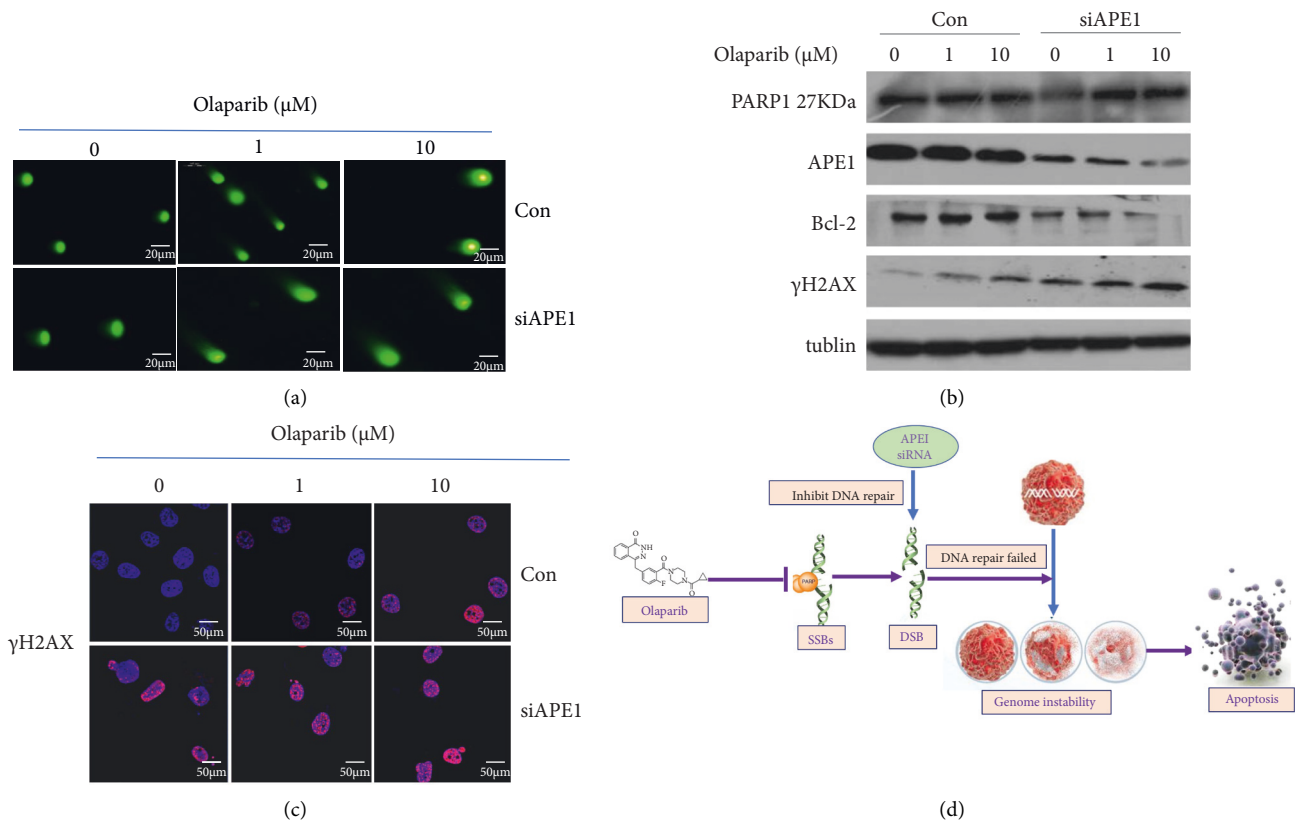 Olaparib (μM)
0 1 10
20μm 20μm 20μm
Con
20μm 20μm 20μm
siAPE1
(a)
Con siAPE1
Olaparib (μM) 0 1 10 0 1 10
PARP1 27KDa
APE1
Bcl-2
γH2AX
tublin
(b)
Olaparib (μM)
0 1 10
50μm 50μm 50μm
Con
γH2AX
50μm 50μm 50μm
siAPE1
(c)
APEI
siRNA
Inhibit DNA repair
DNA repair failed
O
NH
N
O
F
N
N
O
PARP
Olaparib
SSBs
DSB
Genome instability
Apoptosis
(d)